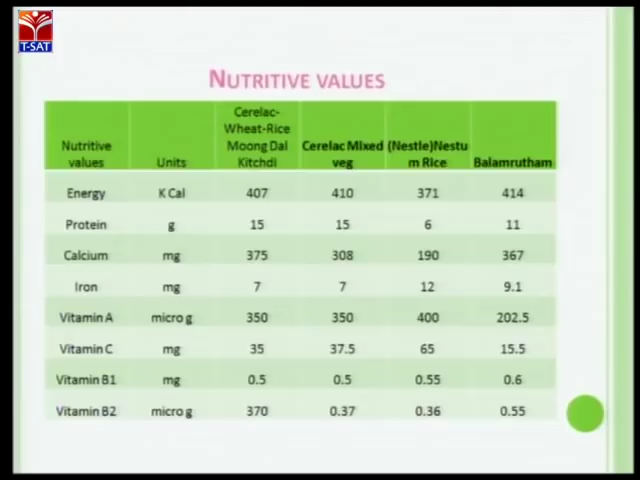 T-SAT
NUTRITIVE VALUES
Nutritive values Units Cerelac-Wheat-Rice Moong Dal Kitchdi Cerelac Mixed veg (Nestle)Nestum Rice Balamrutham
Energy K Cal 407 410 371 414
Protein g 15 15 6 11
Calcium mg 375 308 190 367
Iron mg 7 7 12 9.1
Vitamin A micro g 350 350 400 202.5
Vitamin C mg 35 37.5 65 15.5
Vitamin B1 mg 0.5 0.5 0.55 0.6
Vitamin B2 micro g 370 0.37 0.36 0.55